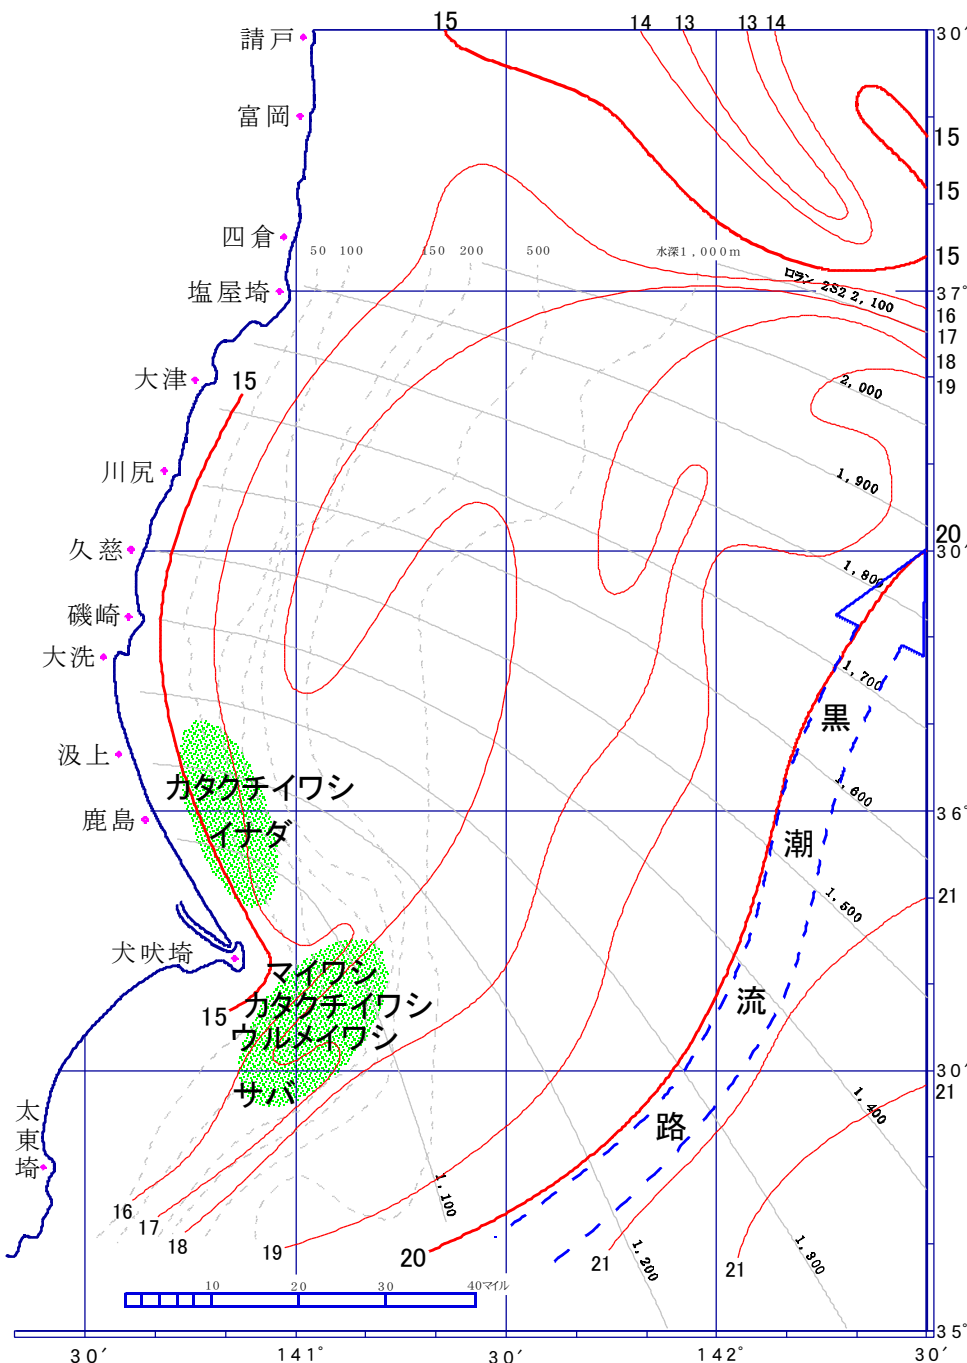 15
14
13
13
14
30′
請戸
富岡
15
15
四倉
50
100
150
200
500
水深1,000m
15
塩屋埼
ロラン 2S2 2,100
37°
16
17
18
大津
15
2,000
19
川尻
1,900
20
久慈
30′
1,800
磯崎
大洗
1,700
黒
汲上
カタクチイワシ
1,600
鹿島
イナダ
36°
潮
1,500
21
犬吠埼
マイワシ
カタクチイワシ
15
ウルメイワシ
流
30′
サバ
21
1,400
太東埼
路
16
17
18
19
1,100
20
1,200
1,300
21
21
10
20
30
40マイル
35°
30′
141°
30′
142°
30′